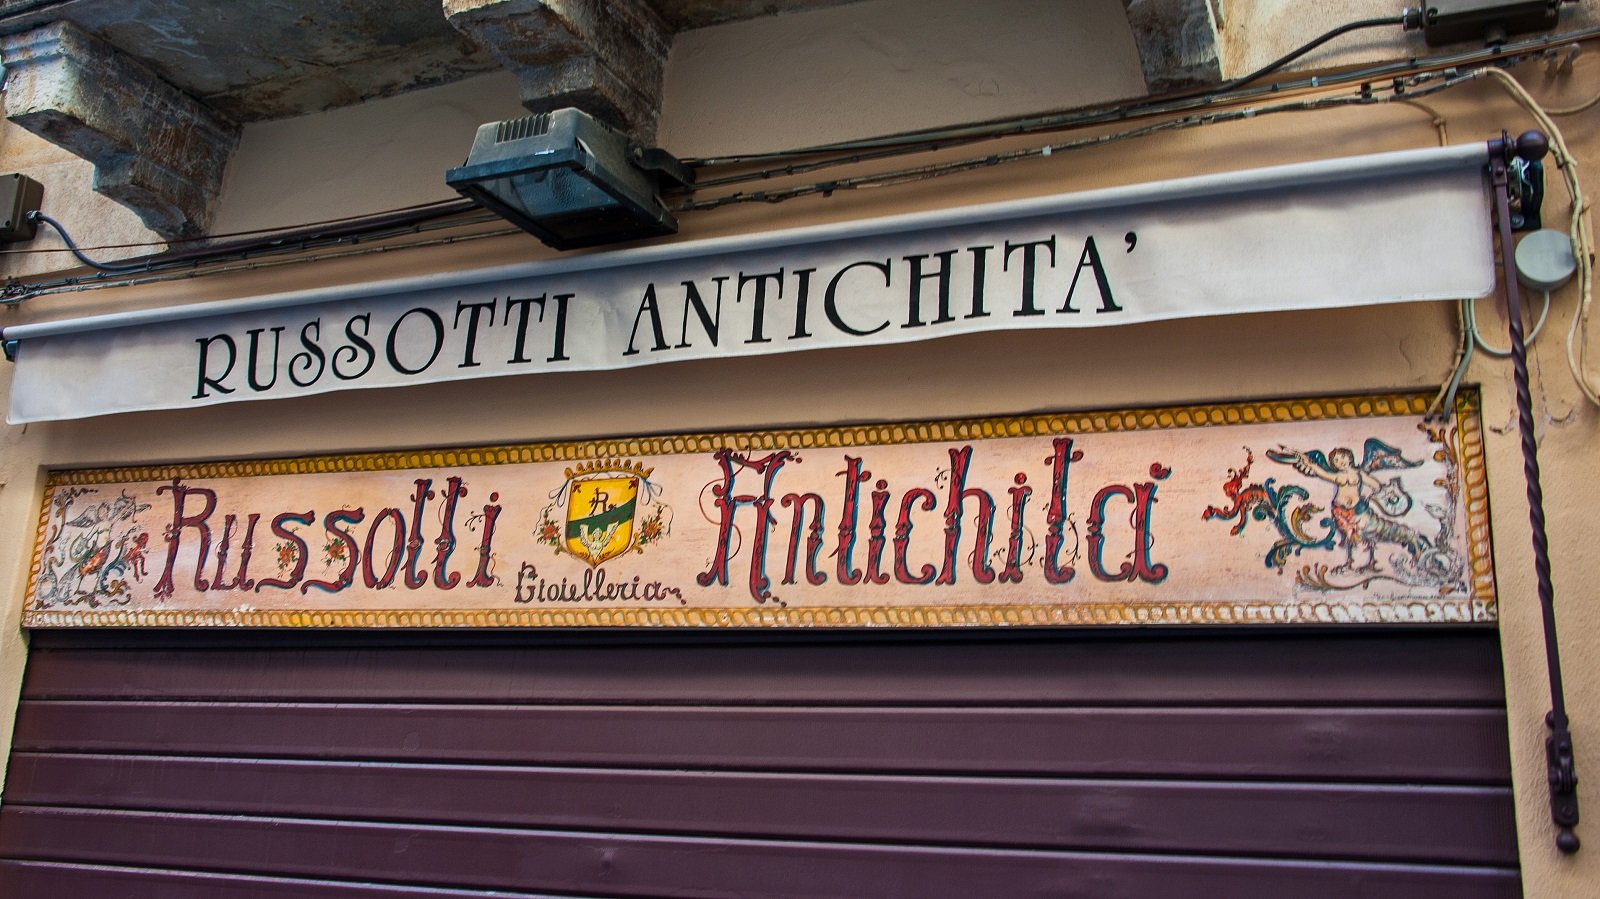 RUSSOTTI ANTICHITA'
Russotti Antichità
Gioielleria